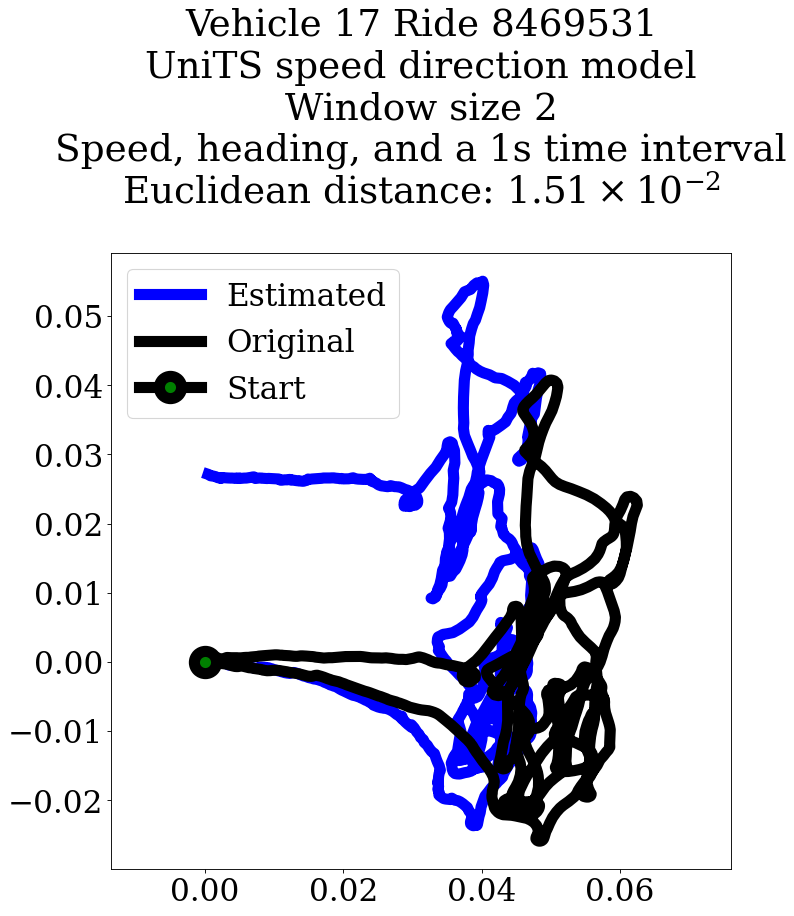 Vehicle 17 Ride 8469531
UniTS speed direction model
Window size 2
Speed, heading, and a 1s time interval
Euclidean distance: 1.51 × 10⁻²
Estimated
Original
Start
0.05
0.04
0.03
0.02
0.01
0.00
−0.01
−0.02
0.00 0.02 0.04 0.06